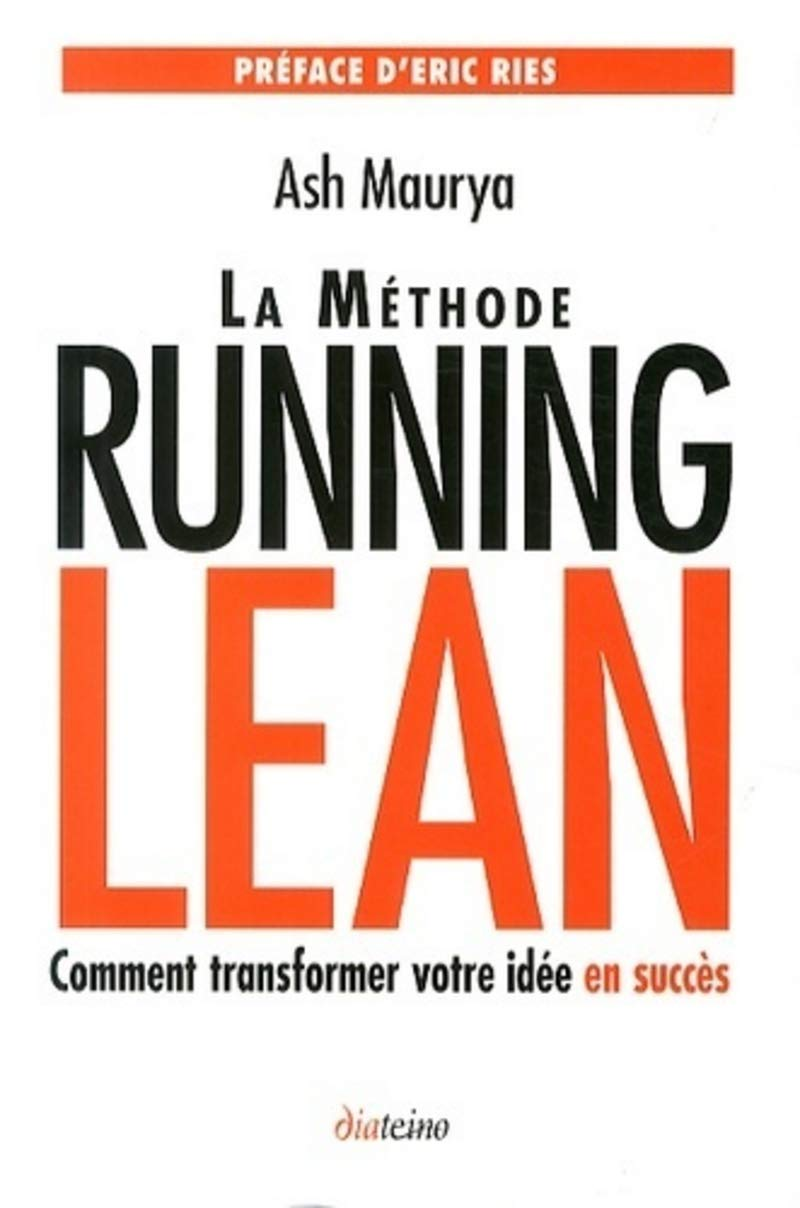 PRÉFACE D'ERIC RIES
Ash Maurya
LA MÉTHODE
RUNNING
LEAN
Comment transformer votre idée en succès
diateino